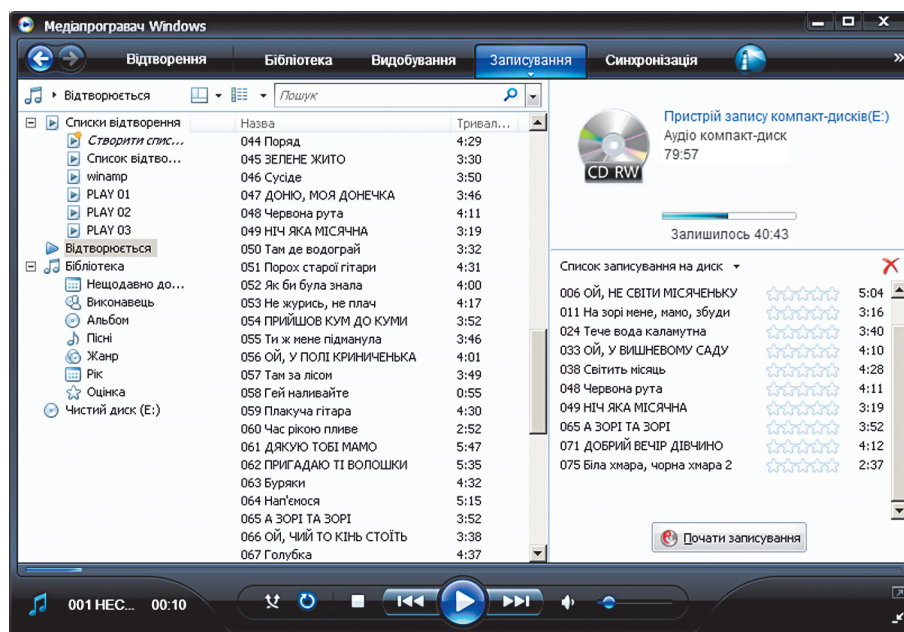 Медіапрогравач Windows
Відтворення Бібліотека Видобування Записування Синхронізація
Відтворюється Пошук
Списки відтворення
Створити спис...
Список відтво...
winamp
PLAY 01
PLAY 02
PLAY 03
Відтворюється
Бібліотека
Нещодавно до...
Виконавець
Альбом
Пісні
Жанр
Рік
Оцінка
Чистий диск (E:)
Назва Тривал...
044 Поряд 4:29
045 ЗЕЛЕНЕ ЖИТО 3:30
046 Сусіде 3:50
047 ДОНЮ, МОЯ ДОНЕЧКА 3:46
048 Червона рута 4:11
049 НІЧ ЯКА МІСЯЧНА 3:19
050 Там де водограй 3:32
051 Порох старої гітари 4:31
052 Як би була знала 4:00
053 Не журись, не плач 4:17
054 ПРИЙШОВ КУМ ДО КУМИ 3:52
055 Ти ж мене підманула 3:46
056 ОЙ, У ПОЛІ КРИНИЧЕНЬКА 4:01
057 Там за лісом 3:49
058 Гей наливайте 0:55
059 Плакуча гітара 4:30
060 Час рікою пливе 2:52
061 ДЯКУЮ ТОБІ МАМО 5:47
062 ПРИГАДАЮ ТІ ВОЛОШКИ 5:35
063 Буряки 4:32
064 Нап'ємося 5:15
065 А ЗОРІ ТА ЗОРІ 3:52
066 ОЙ, ЧИЙ ТО КІНЬ СТОЇТЬ 3:38
067 Голубка 4:37
CD RW
Пристрій запису компакт-дисків(E:)
Аудіо компакт-диск
79:57
Залишилось 40:43
Список записування на диск
006 ОЙ, НЕ СВІТИ МІСЯЧЕНЬКУ 5:04
011 На зорі мене, мамо, збуди 3:16
024 Тече вода каламутна 3:40
033 ОЙ, У ВИШНЕВОМУ САДУ 4:10
038 Світить місяць 4:28
048 Червона рута 4:11
049 НІЧ ЯКА МІСЯЧНА 3:19
065 А ЗОРІ ТА ЗОРІ 3:52
071 ДОБРИЙ ВЕЧІР ДІВЧИНО 4:12
075 Біла хмара, чорна хмара 2 2:37
Почати записування
001 НЕС... 00:10